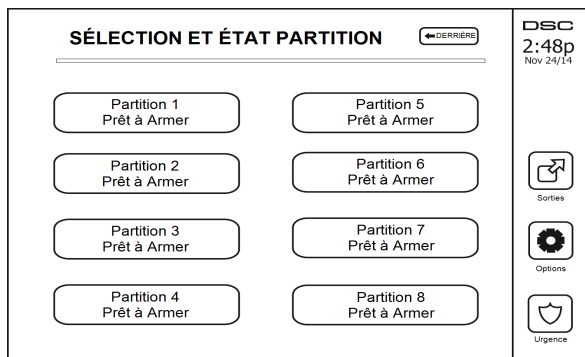 SÉLECTION ET ÉTAT PARTITION
DERRIÈRE
Partition 1
Prêt à Armer
Partition 2
Prêt à Armer
Partition 3
Prêt à Armer
Partition 4
Prêt à Armer
Partition 5
Prêt à Armer
Partition 6
Prêt à Armer
Partition 7
Prêt à Armer
Partition 8
Prêt à Armer
DSC
2:48p
Nov 24/14
Sorties
Options
Urgence